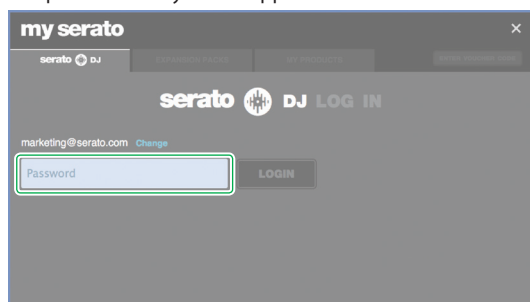 my serato
serato DJ EXPANSION PACKS MY PRODUCTS ENTER VOUCHER CODE
serato DJ LOG IN
marketing@serato.com Change
Password LOGIN